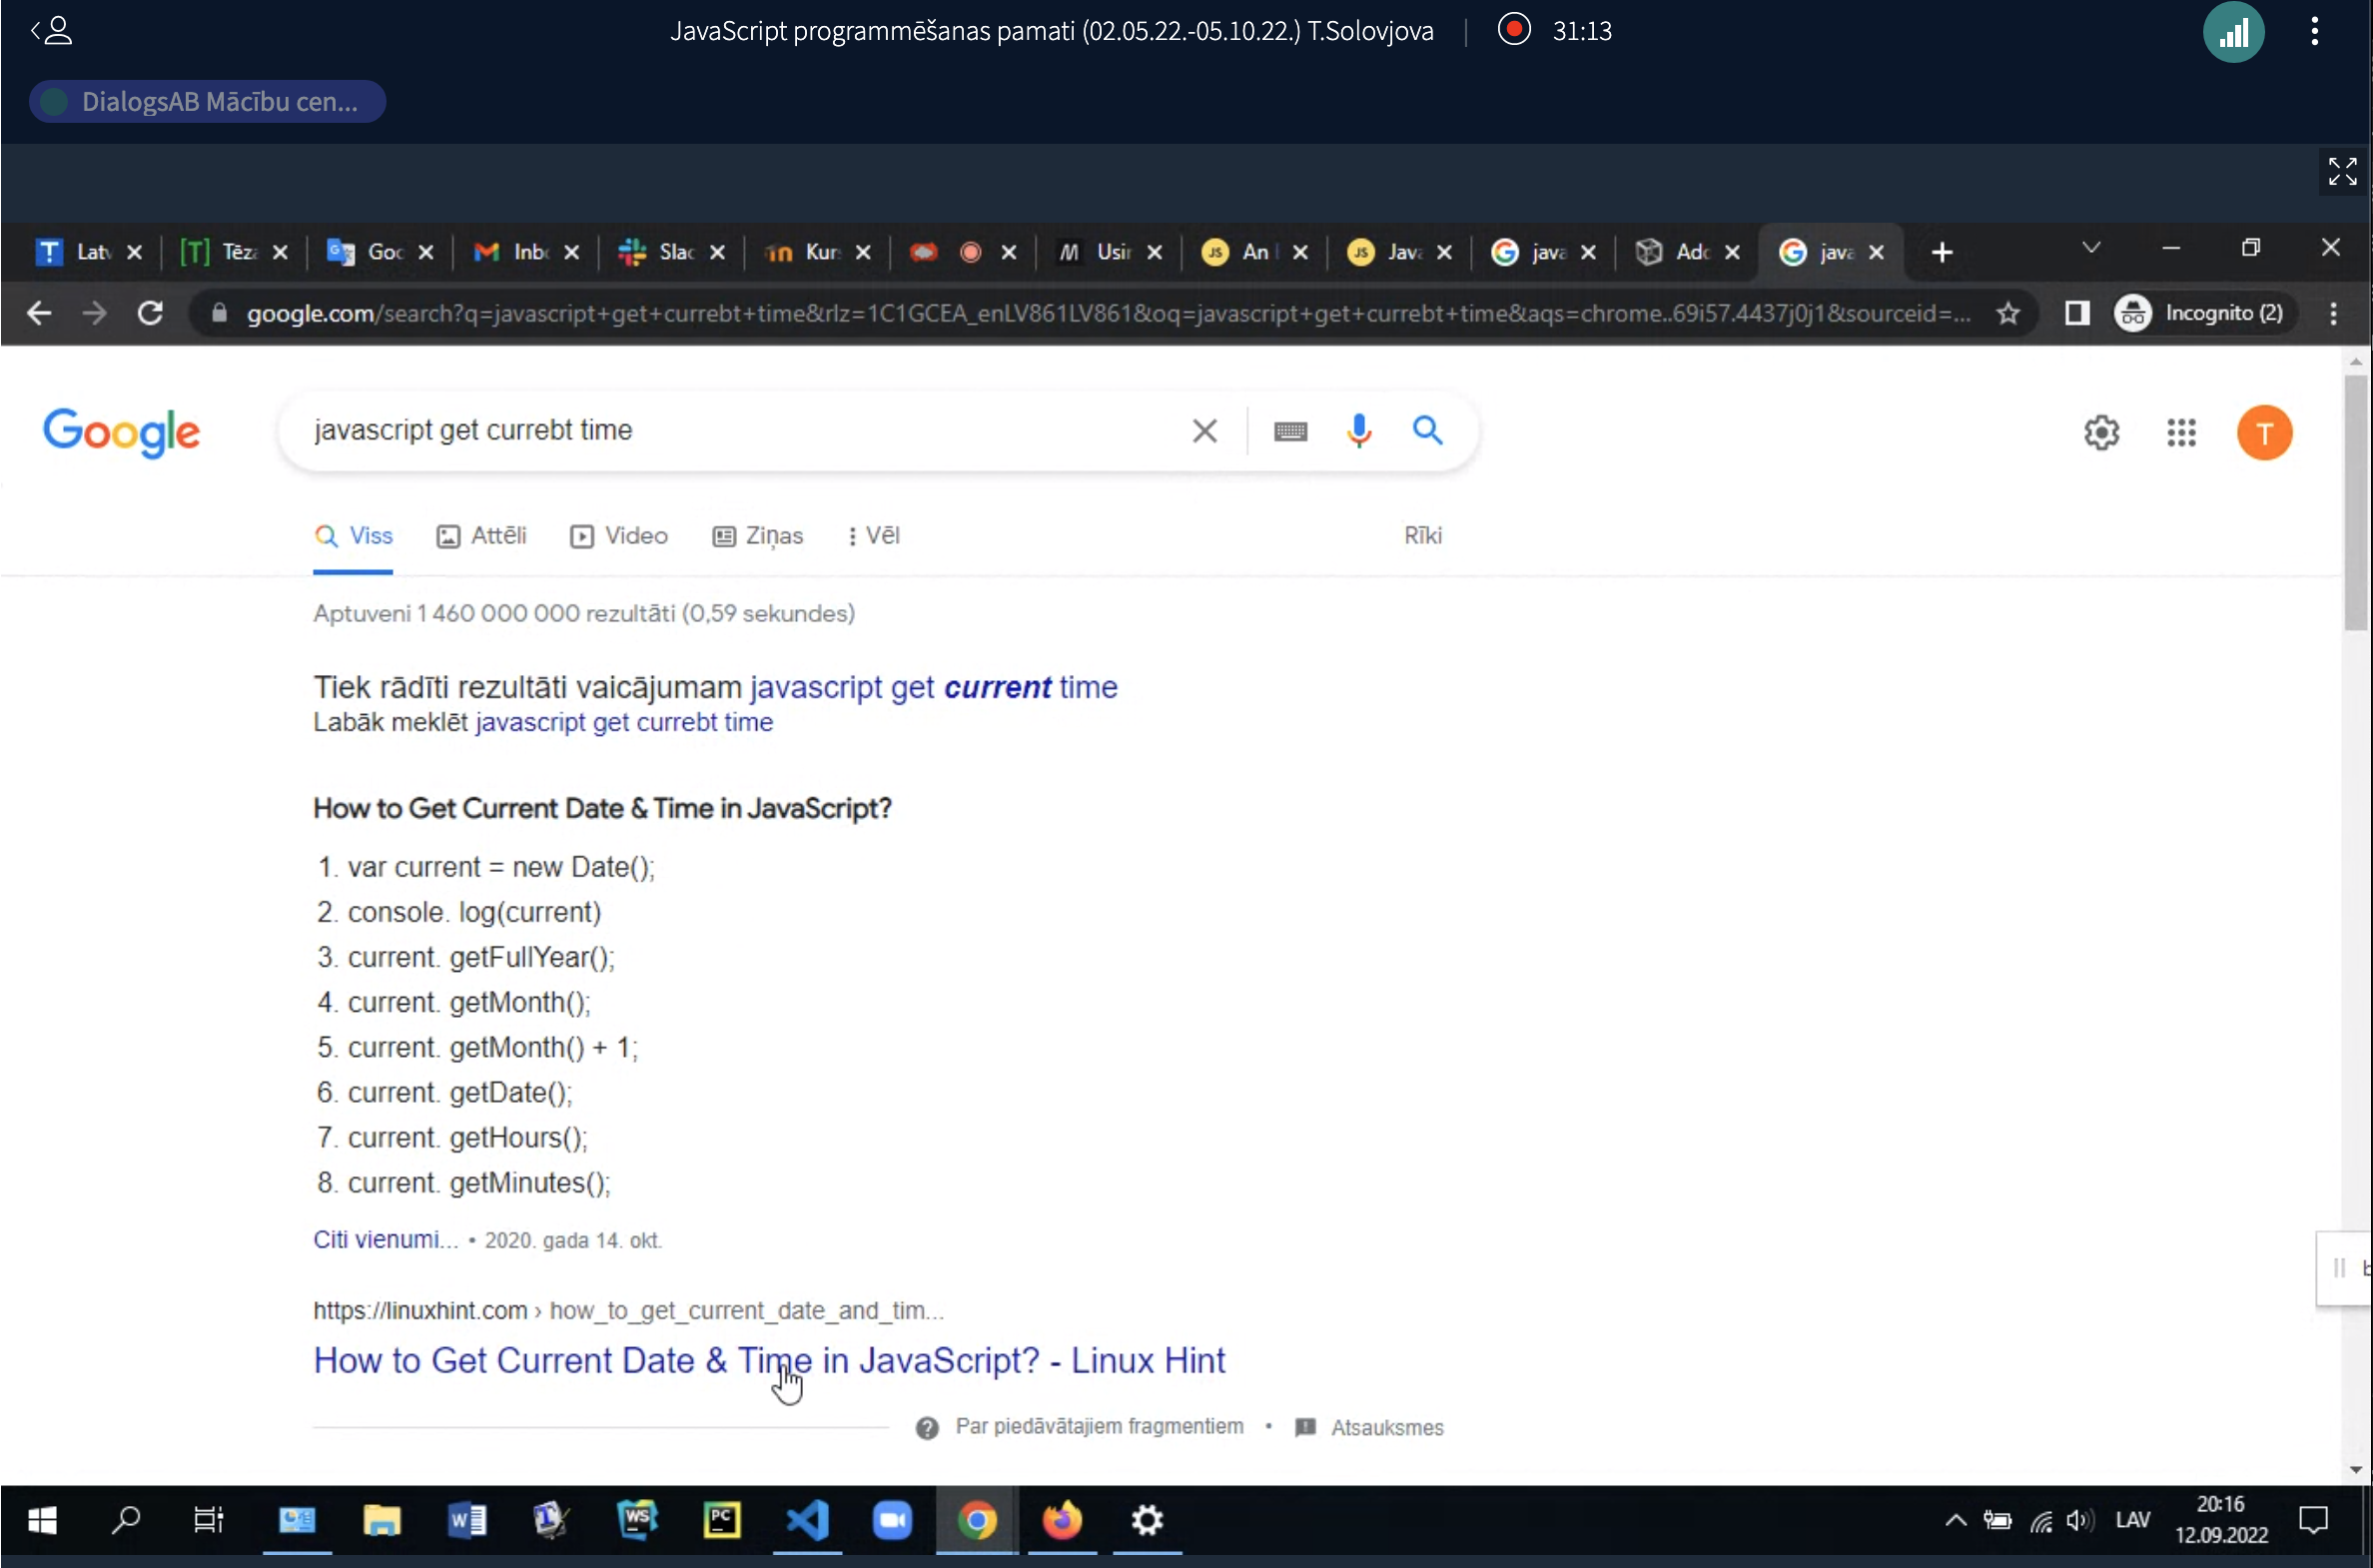 JavaScript programmēšanas pamati (02.05.22.-05.10.22.) T.Solovjova 31:13
DialogsAB Mācību cen...
Latv Tēza Goo Inbo Slac Kurs Usin An Java java Ado java
google.com/search?q=javascript+get+currebt+time&rlz=1C1GCEA_enLV861LV861&oq=javascript+get+currebt+time&aqs=chrome..69i57.4437j0j1&sourceid=... Incognito (2)
Google javascript get currebt time T
Viss Attēli Video Ziņas Vēl Rīki
Aptuveni 1 460 000 000 rezultāti (0,59 sekundes)
Tiek rādīti rezultāti vaicājumam javascript get current time
Labāk meklēt javascript get currebt time
How to Get Current Date & Time in JavaScript?
1. var current = new Date();
2. console. log(current)
3. current. getFullYear();
4. current. getMonth();
5. current. getMonth() + 1;
6. current. getDate();
7. current. getHours();
8. current. getMinutes();
Citi vienumi... • 2020. gada 14. okt.
https://linuxhint.com › how_to_get_current_date_and_tim...
How to Get Current Date & Time in JavaScript? - Linux Hint
Par piedāvātajiem fragmentiem • Atsauksmes
LAV 20:16
12.09.2022